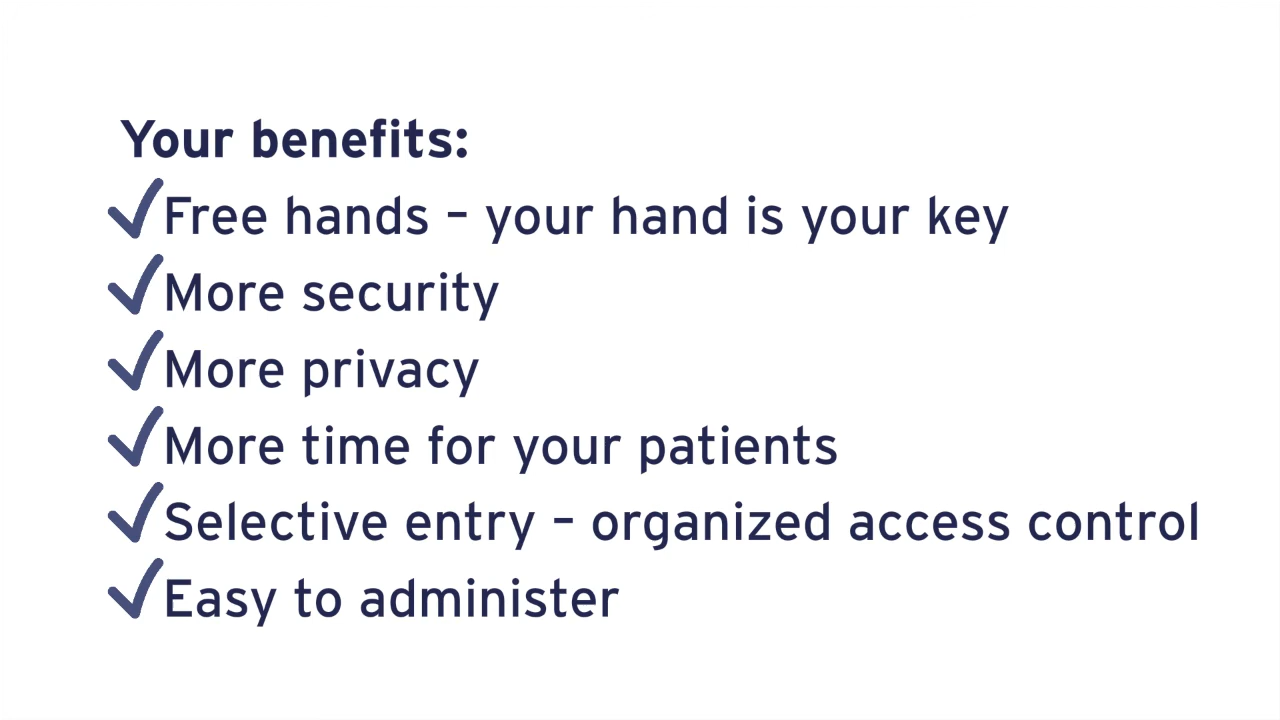 Your benefits:
✓Free hands – your hand is your key
✓More security
✓More privacy
✓More time for your patients
✓Selective entry – organized access control
✓Easy to administer